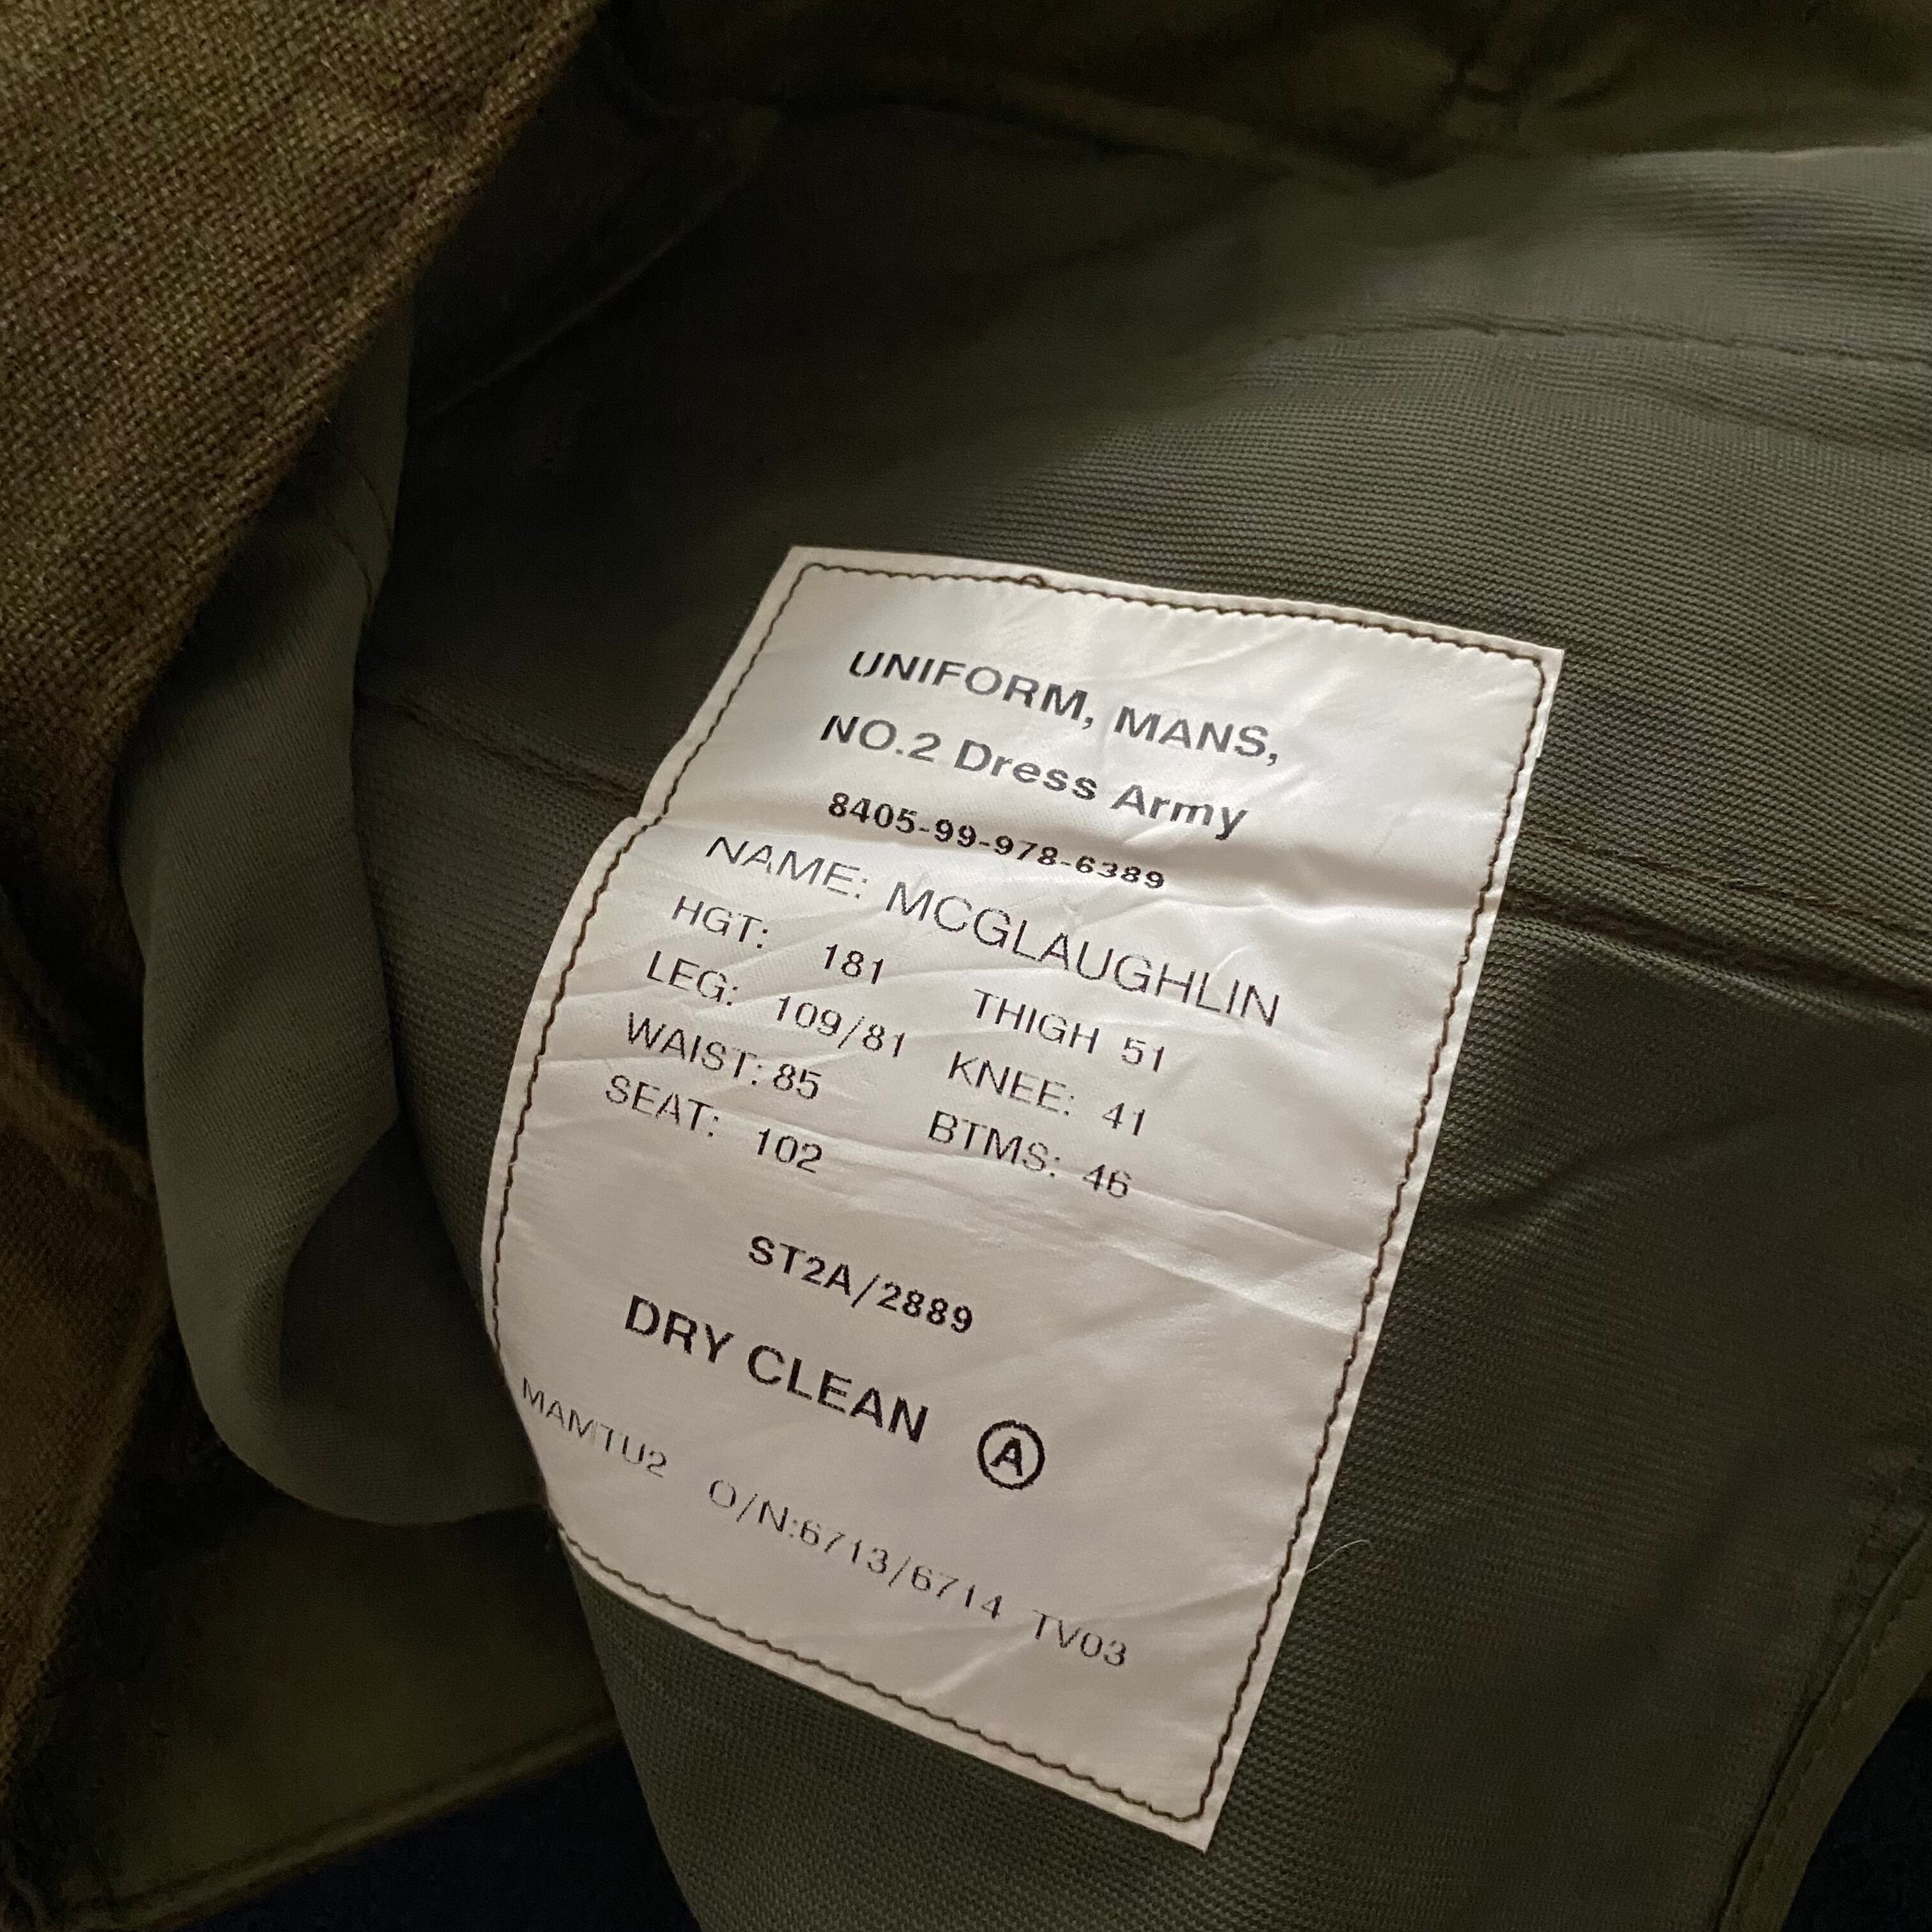 UNIFORM, MANS,
NO.2 Dress Army
8405-99-978-6389
NAME: MCGLAUGHLIN
HGT: 181 THIGH 51
LEG: 109/81 KNEE: 41
WAIST: 85 BTMS: 46
SEAT: 102
ST2A/2889
DRY CLEAN Ⓐ
MAMTU2 O/N:6713/6714 TV03